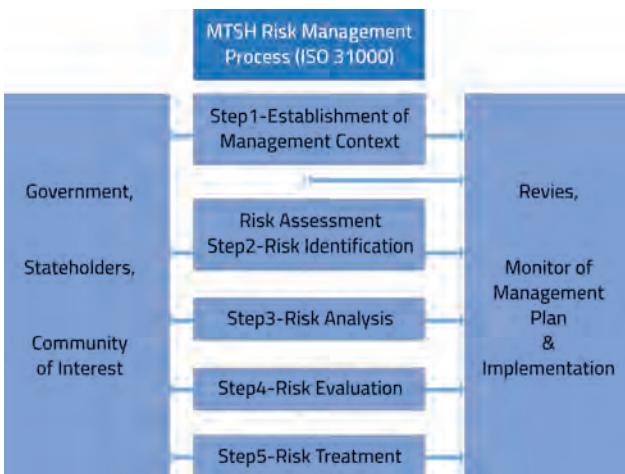 MTSH Risk Management
Process (ISO 31000)
Step1-Establishment of
Management Context
Government,
Stateholders,
Community
of Interest
Risk Assessment
Step2-Risk Identification
Step3-Risk Analysis
Step4-Risk Evaluation
Step5-Risk Treatment
Revies,
Monitor of
Management
Plan
&
Implementation